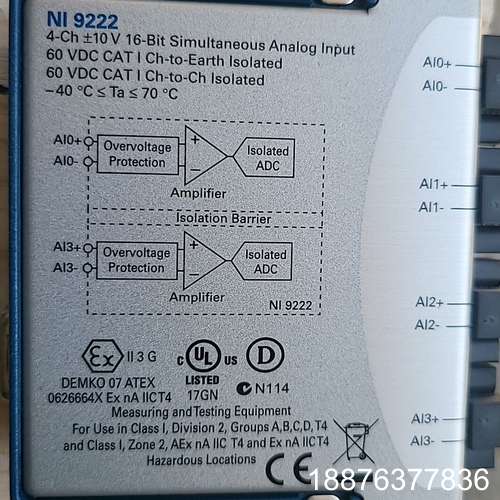 NI 9222
4-Ch ±10 V 16-Bit Simultaneous Analog Input
60 VDC CAT I Ch-to-Earth Isolated
60 VDC CAT I Ch-to-Ch Isolated
–40 °C ≤ Ta ≤ 70 °C
AI0+
AI0-
Overvoltage
Protection
+
−
Isolated
ADC
Amplifier
Isolation Barrier
AI3+
AI3-
Overvoltage
Protection
+
−
Isolated
ADC
Amplifier
NI 9222
AI0+
AI0-
AI1+
AI1-
AI2+
AI2-
AI3+
AI3-
Ex II 3 G
DEMKO 07 ATEX
0626664X Ex nA IIC T4
C UL US
LISTED
17GN
D
N114
Measuring and Testing Equipment
For Use in Class I, Division 2, Groups A,B,C,D, T4
and Class I, Zone 2, AEx nA IIC T4 and Ex nA IIC T4
Hazardous Locations
CE
18876377836